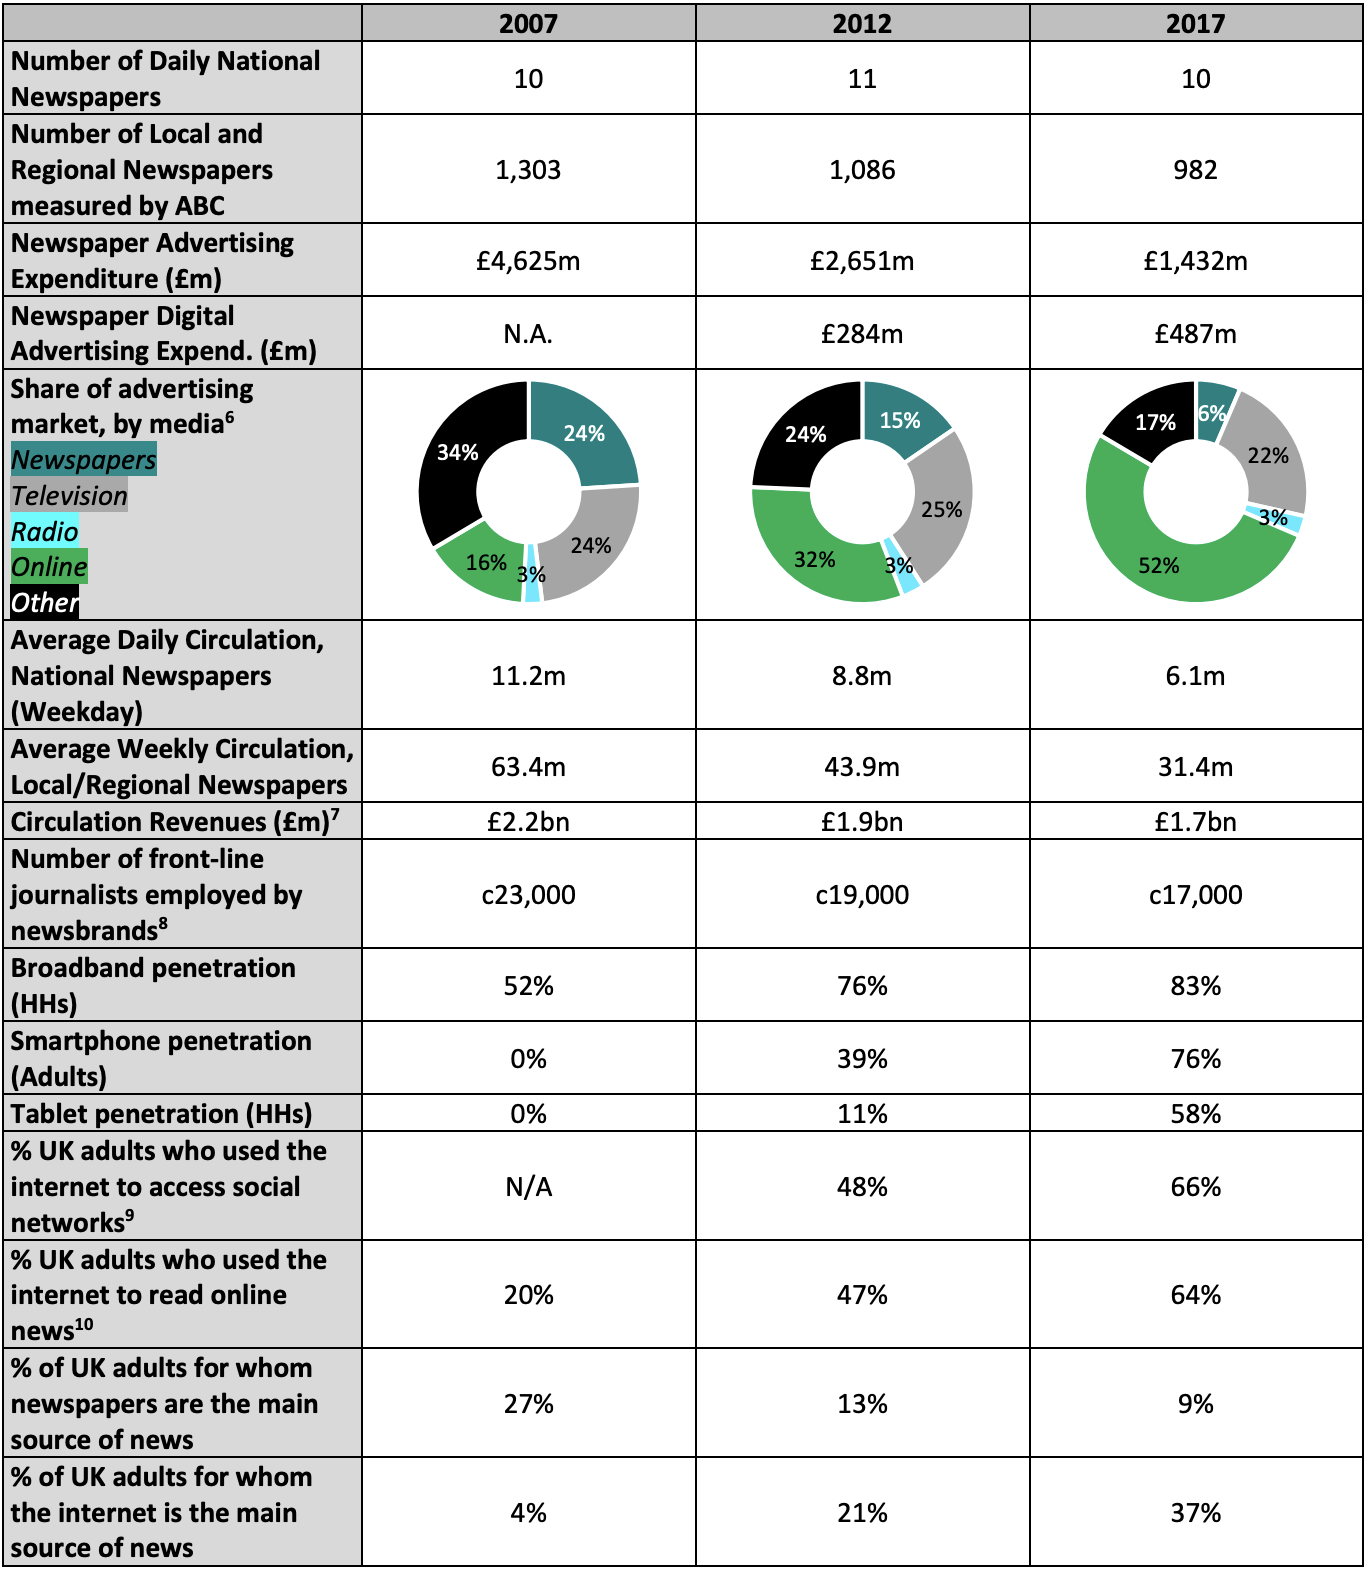 2007 2012 2017
Number of Daily National
Newspapers
10 11 10
Number of Local and
Regional Newspapers
measured by ABC
1,303 1,086 982
Newspaper Advertising
Expenditure (£m)
£4,625m £2,651m £1,432m
Newspaper Digital
Advertising Expend. (£m)
N.A. £284m £487m
Share of advertising
market, by media⁶
Newspapers
Television
Radio
Online
Other
24%
24%
3%
16%
34%
15%
25%
3%
32%
24%
6%
22%
3%
52%
17%
Average Daily Circulation,
National Newspapers
(Weekday)
11.2m 8.8m 6.1m
Average Weekly Circulation,
Local/Regional Newspapers
63.4m 43.9m 31.4m
Circulation Revenues (£m)⁷
£2.2bn £1.9bn £1.7bn
Number of front-line
journalists employed by
newsbrands⁸
c23,000 c19,000 c17,000
Broadband penetration
(HHs)
52% 76% 83%
Smartphone penetration
(Adults)
0% 39% 76%
Tablet penetration (HHs)
0% 11% 58%
% UK adults who used the
internet to access social
networks⁹
N/A 48% 66%
% UK adults who used the
internet to read online
news¹⁰
20% 47% 64%
% of UK adults for whom
newspapers are the main
source of news
27% 13% 9%
% of UK adults for whom
the internet is the main
source of news
4% 21% 37%